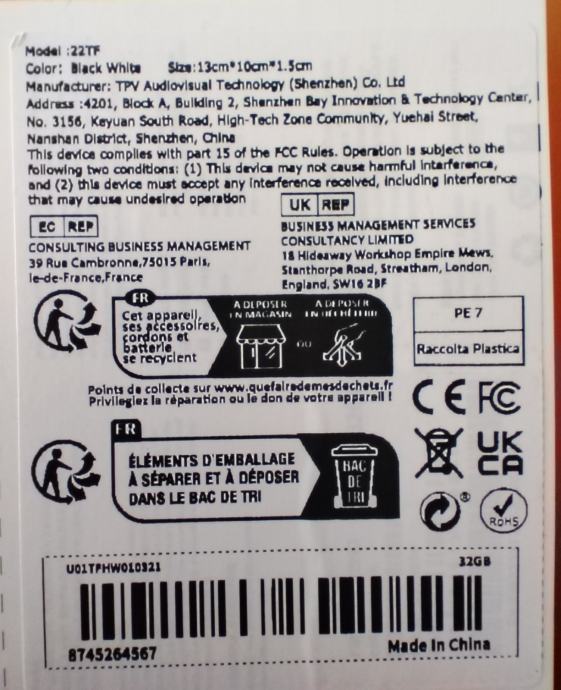 Model :22TF
Color: Black White Size:13cm*10cm*1.5cm
Manufacturer: TPV Audiovisual Technology (Shenzhen) Co. Ltd
Address :4201, Block A, Building 2, Shenzhen Bay Innovation & Technology Center,
No. 3156, Keyuan South Road, High-Tech Zone Community, Yuehai Street,
Nanshan District, Shenzhen, China
This device complies with part 15 of the FCC Rules. Operation is subject to the
following two conditions: (1) This device may not cause harmful interference,
and (2) this device must accept any interference received, including interference
that may cause undesired operation
EC REP
CONSULTING BUSINESS MANAGEMENT
39 Rue Cambronne,75015 Paris,
le-de-France,France
UK REP
BUSINESS MANAGEMENT SERVICES
CONSULTANCY LIMITED
18 Hideaway Workshop Empire Mews,
Stanthorpe Road, Streatham, London,
England, SW16 2BF
FR
Cet appareil,
ses accessoires,
cordons et
batterie
se recyclent
À DÉPOSER
EN MAGASIN
OU
À DÉPOSER
EN DÉCHÈTERIE
Points de collecte sur www.quefairedemesdechets.fr
Privilegiez la réparation ou le don de votre appareil !
PE 7
Raccolta Plastica
CE FC
FR
ÉLÉMENTS D'EMBALLAGE
À SÉPARER ET À DÉPOSER
DANS LE BAC DE TRI
BAC
DE
TRI
UK
CA
®
RoHS
U01TPHW010321 32GB
8745264567 Made In China